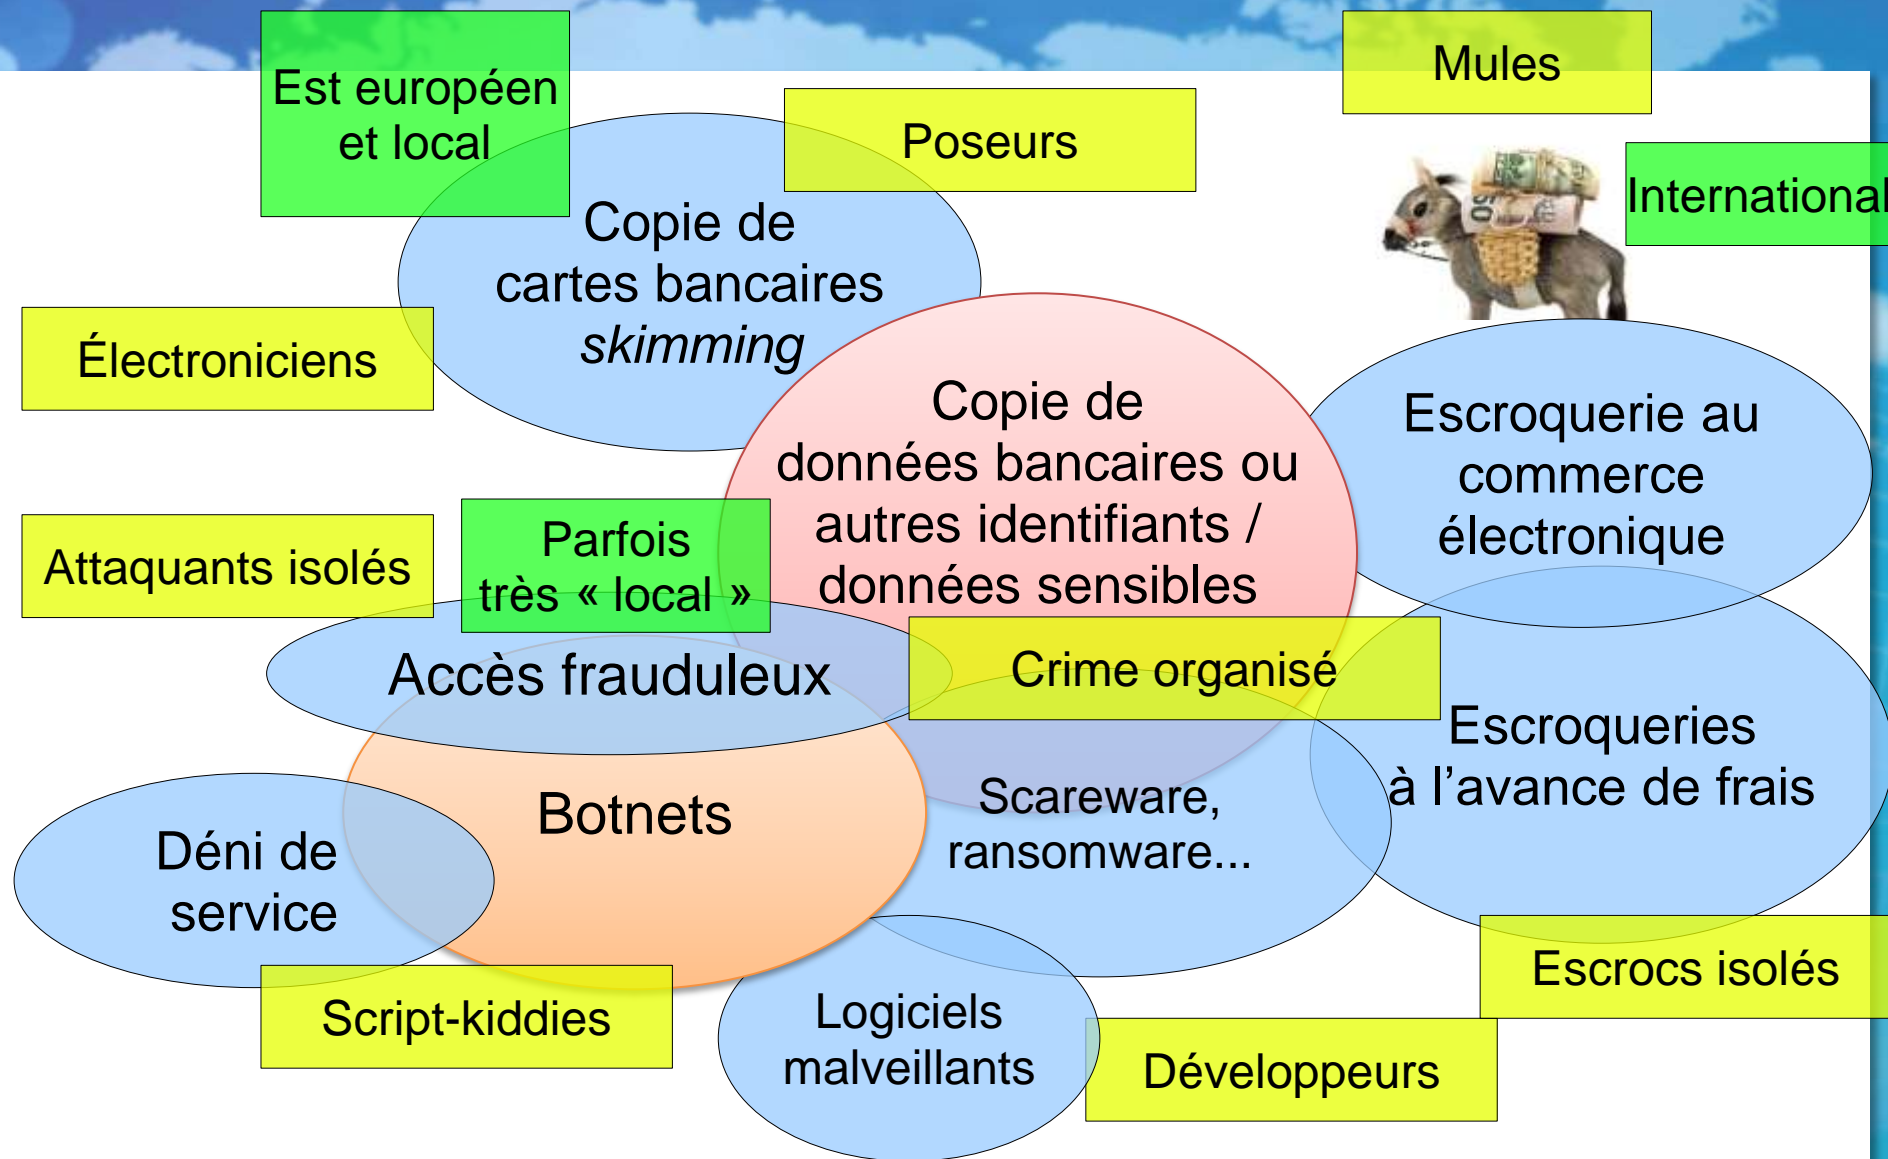 Est européen
et local
Mules
Poseurs
International
Copie de
cartes bancaires
skimming
Électroniciens
Copie de
données bancaires ou
autres identifiants /
données sensibles
Escroquerie au
commerce
électronique
Attaquants isolés
Parfois
très « local »
Accès frauduleux
Crime organisé
Escroqueries
à l’avance de frais
Botnets
Scareware,
ransomware...
Déni de
service
Escrocs isolés
Script-kiddies
Logiciels
malveillants
Développeurs